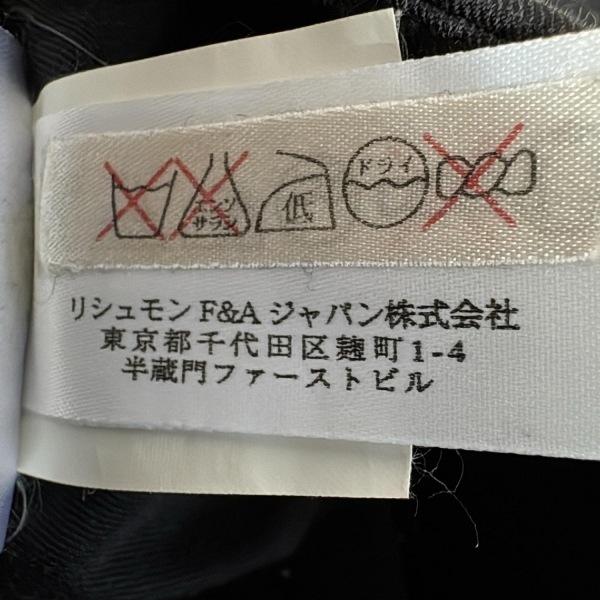 エンソ
サラシ
低
ドライ
リシュモン F&A ジャパン株式会社
東京都千代田区麹町1-4
半蔵門ファーストビル